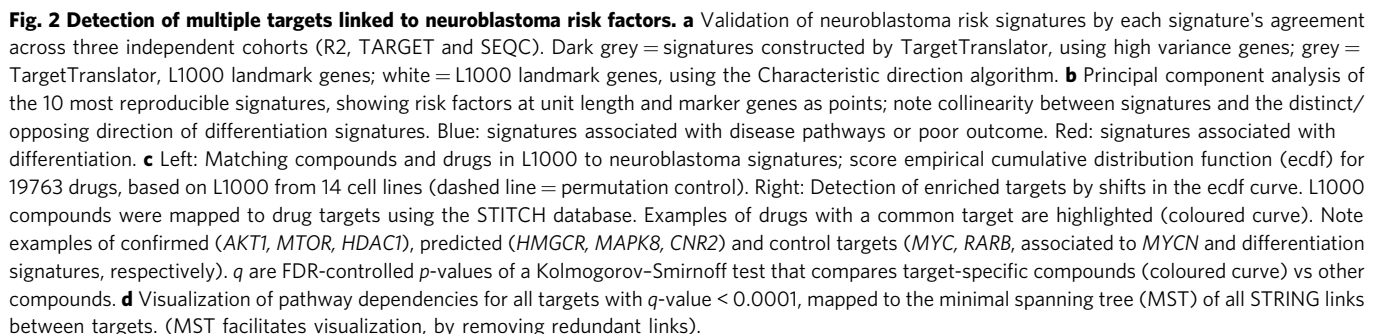 Fig. 2 Detection of multiple targets linked to neuroblastoma risk factors. a Validation of neuroblastoma risk signatures by each signature's agreement
across three independent cohorts (R2, TARGET and SEQC). Dark grey = signatures constructed by TargetTranslator, using high variance genes; grey =
TargetTranslator, L1000 landmark genes; white = L1000 landmark genes, using the Characteristic direction algorithm. b Principal component analysis of
the 10 most reproducible signatures, showing risk factors at unit length and marker genes as points; note collinearity between signatures and the distinct/
opposing direction of differentiation signatures. Blue: signatures associated with disease pathways or poor outcome. Red: signatures associated with
differentiation. c Left: Matching compounds and drugs in L1000 to neuroblastoma signatures; score empirical cumulative distribution function (ecdf) for
19763 drugs, based on L1000 from 14 cell lines (dashed line = permutation control). Right: Detection of enriched targets by shifts in the ecdf curve. L1000
compounds were mapped to drug targets using the STITCH database. Examples of drugs with a common target are highlighted (coloured curve). Note
examples of confirmed (AKT1, MTOR, HDAC1), predicted (HMGCR, MAPK8, CNR2) and control targets (MYC, RARB, associated to MYCN and differentiation
signatures, respectively). q are FDR-controlled p-values of a Kolmogorov–Smirnoff test that compares target-specific compounds (coloured curve) vs other
compounds. d Visualization of pathway dependencies for all targets with q-value < 0.0001, mapped to the minimal spanning tree (MST) of all STRING links
between targets. (MST facilitates visualization, by removing redundant links).